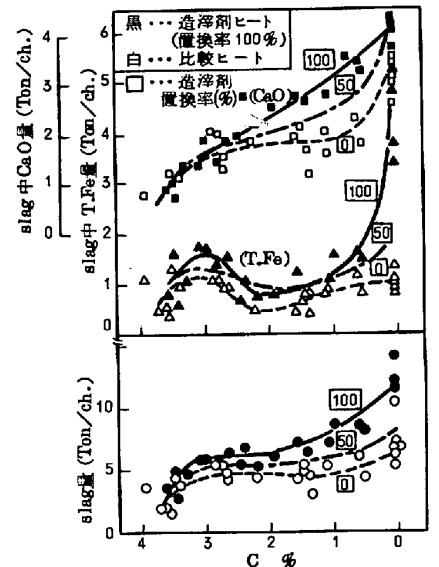 黒 ··· 造滓剤ヒート
(置換率100%)
白 ··· 比較ヒート
□ ··· 造滓剤
置換率(%)
(CaO)
100
50
0
100
50
0
(T.Fe)
slag中CaO量 (Ton/ch.)
4
3
2
1
0
slag中T.Fe量 (Ton/ch.)
6
5
4
3
2
1
0
100
50
0
slag量 (Ton/ch.)
10
5
0
4
3
2
1
0
C %